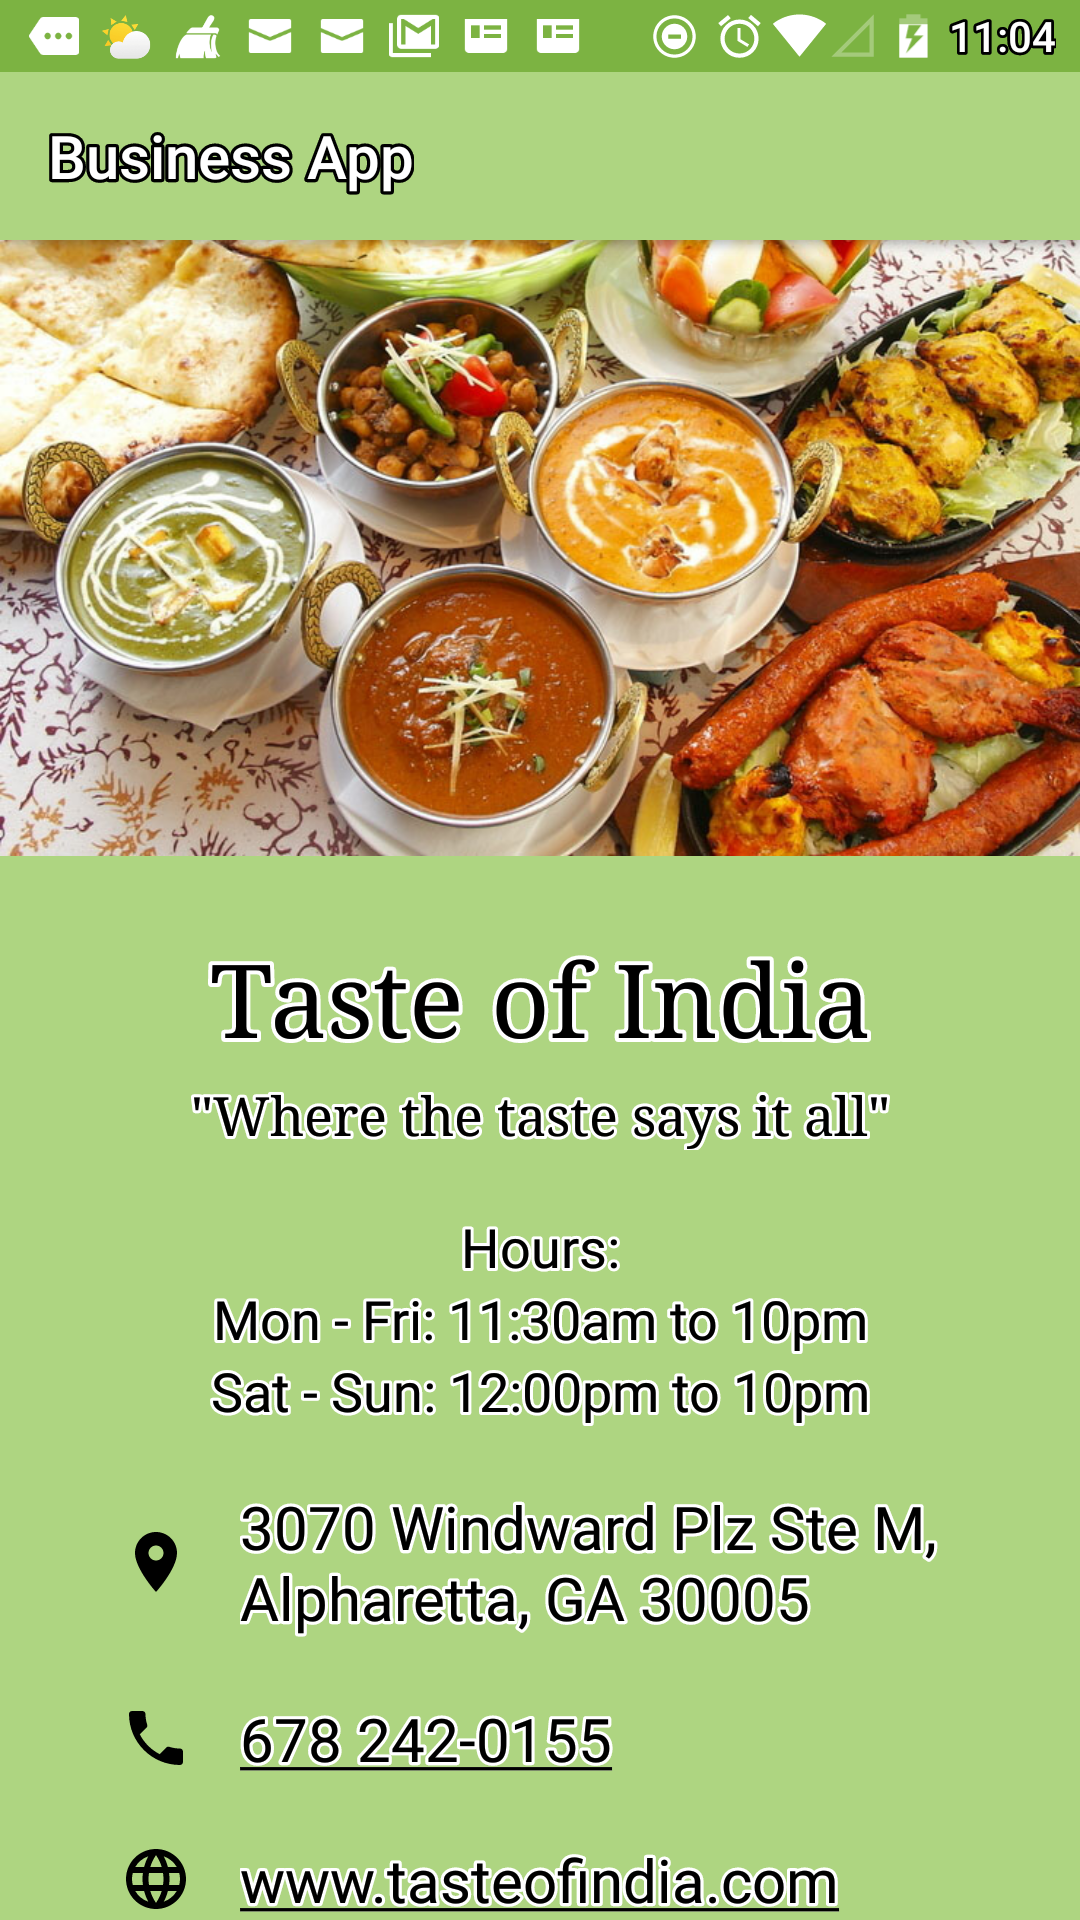 11:04
Business App
Taste of India
"Where the taste says it all"
Hours:
Mon - Fri: 11:30am to 10pm
Sat - Sun: 12:00pm to 10pm
3070 Windward Plz Ste M,
Alpharetta, GA 30005
678 242-0155
www.tasteofindia.com